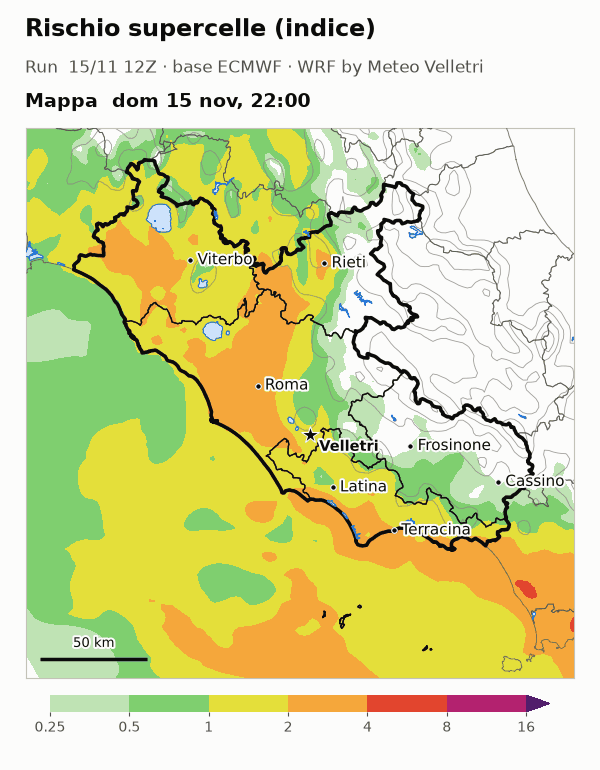 Rischio supercelle (indice)
Run  15/11 12Z · base ECMWF · WRF by Meteo Velletri
Mappa  dom 15 nov, 22:00
Viterbo
Rieti
Roma
Velletri
Frosinone
Cassino
Latina
Terracina
50 km
0.25 0.5 1 2 4 8 16